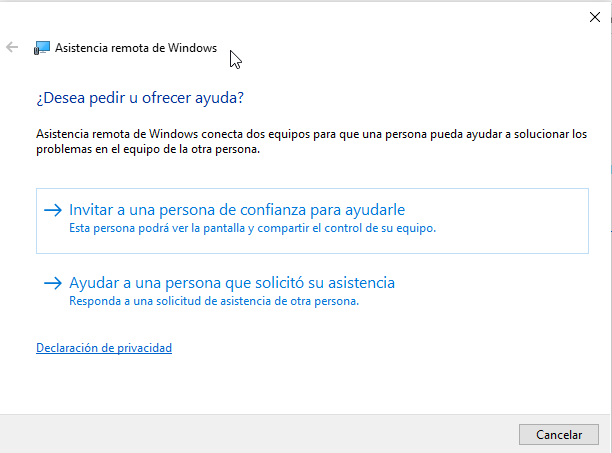 Asistencia remota de Windows
¿Desea pedir u ofrecer ayuda?
Asistencia remota de Windows conecta dos equipos para que una persona pueda ayudar a solucionar los
problemas en el equipo de la otra persona.
Invitar a una persona de confianza para ayudarle
Esta persona podrá ver la pantalla y compartir el control de su equipo.
Ayudar a una persona que solicitó su asistencia
Responda a una solicitud de asistencia de otra persona.
Declaración de privacidad
Cancelar